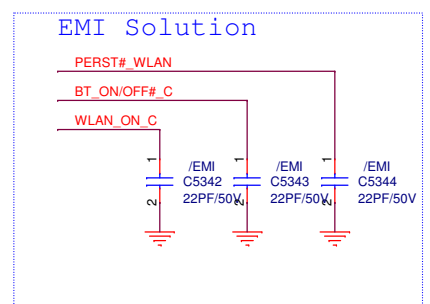 EMI Solution
PERST#_WLAN
BT_ON/OFF#_C
WLAN_ON_C
1 1 1
/EMI /EMI /EMI
C5342 C5343 C5344
2 22PF/50V 2 22PF/50V 2 22PF/50V